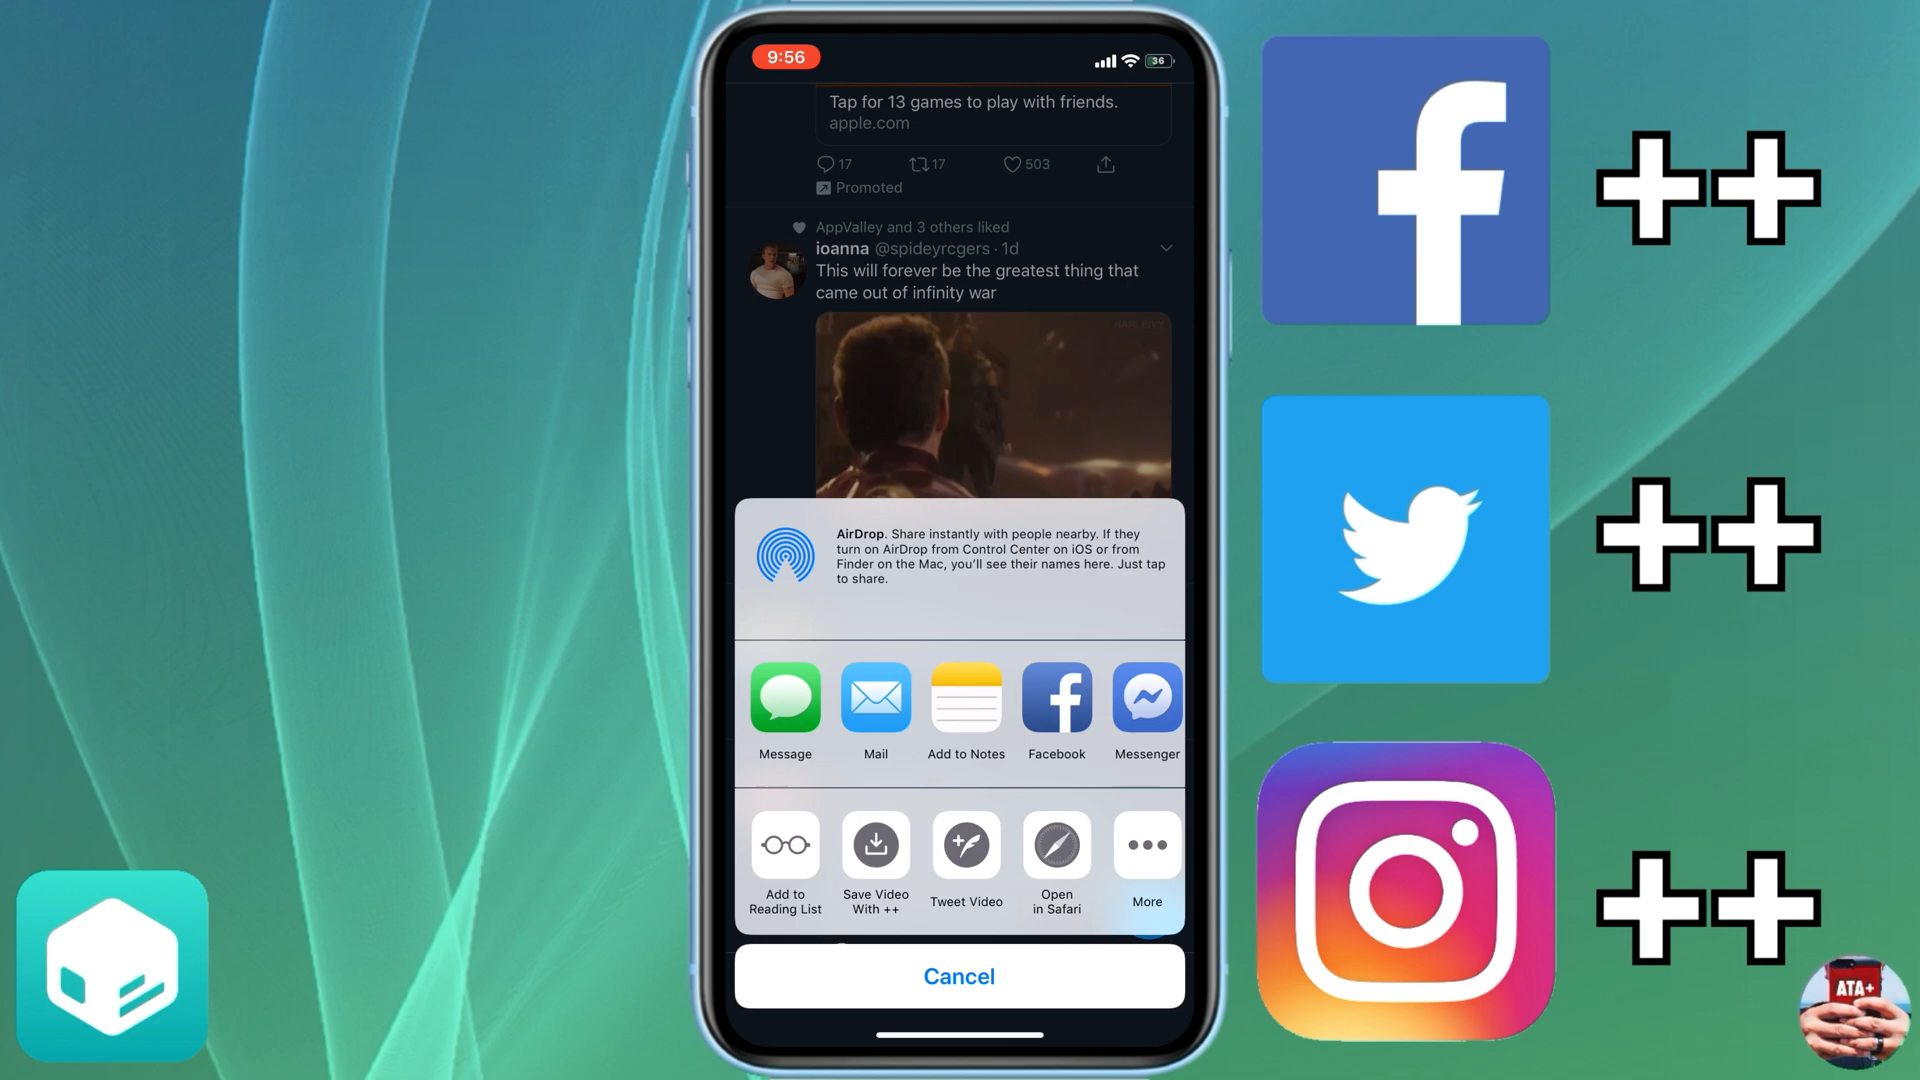 9:56
36
Tap for 13 games to play with friends.
apple.com
17
17
503
Promoted
AppValley and 3 others liked
ioanna @spideyrcgers · 1d
This will forever be the greatest thing that
came out of infinity war
AirDrop. Share instantly with people nearby. If they
turn on AirDrop from Control Center on iOS or from
Finder on the Mac, you'll see their names here. Just tap
to share.
Message
Mail
Add to Notes
Facebook
Messenger
Add to
Reading List
Save Video
With ++
Tweet Video
Open
in Safari
More
Cancel
++
++
++
ATA+